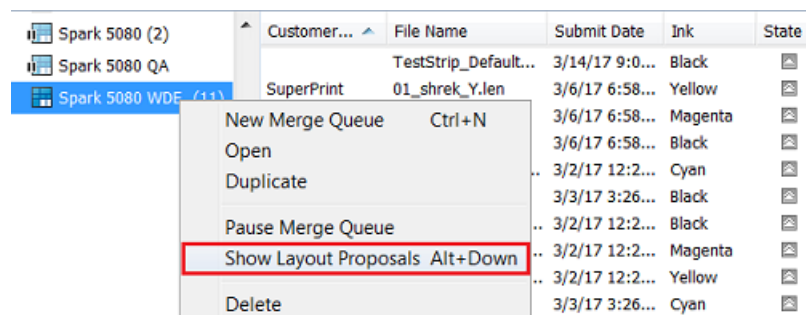 Spark 5080 (2)
Spark 5080 QA
Spark 5080 WDE (11)
Customer... File Name Submit Date Ink State
TestStrip_Default... 3/14/17 9:0... Black
SuperPrint 01_shrek_Y.len 3/6/17 6:58... Yellow
3/6/17 6:58... Magenta
3/6/17 6:58... Black
.. 3/2/17 12:2... Cyan
3/3/17 3:26... Black
.. 3/2/17 12:2... Black
.. 3/2/17 12:2... Magenta
.. 3/2/17 12:2... Yellow
3/3/17 3:26... Cyan
New Merge Queue Ctrl+N
Open
Duplicate
Pause Merge Queue
Show Layout Proposals Alt+Down
Delete